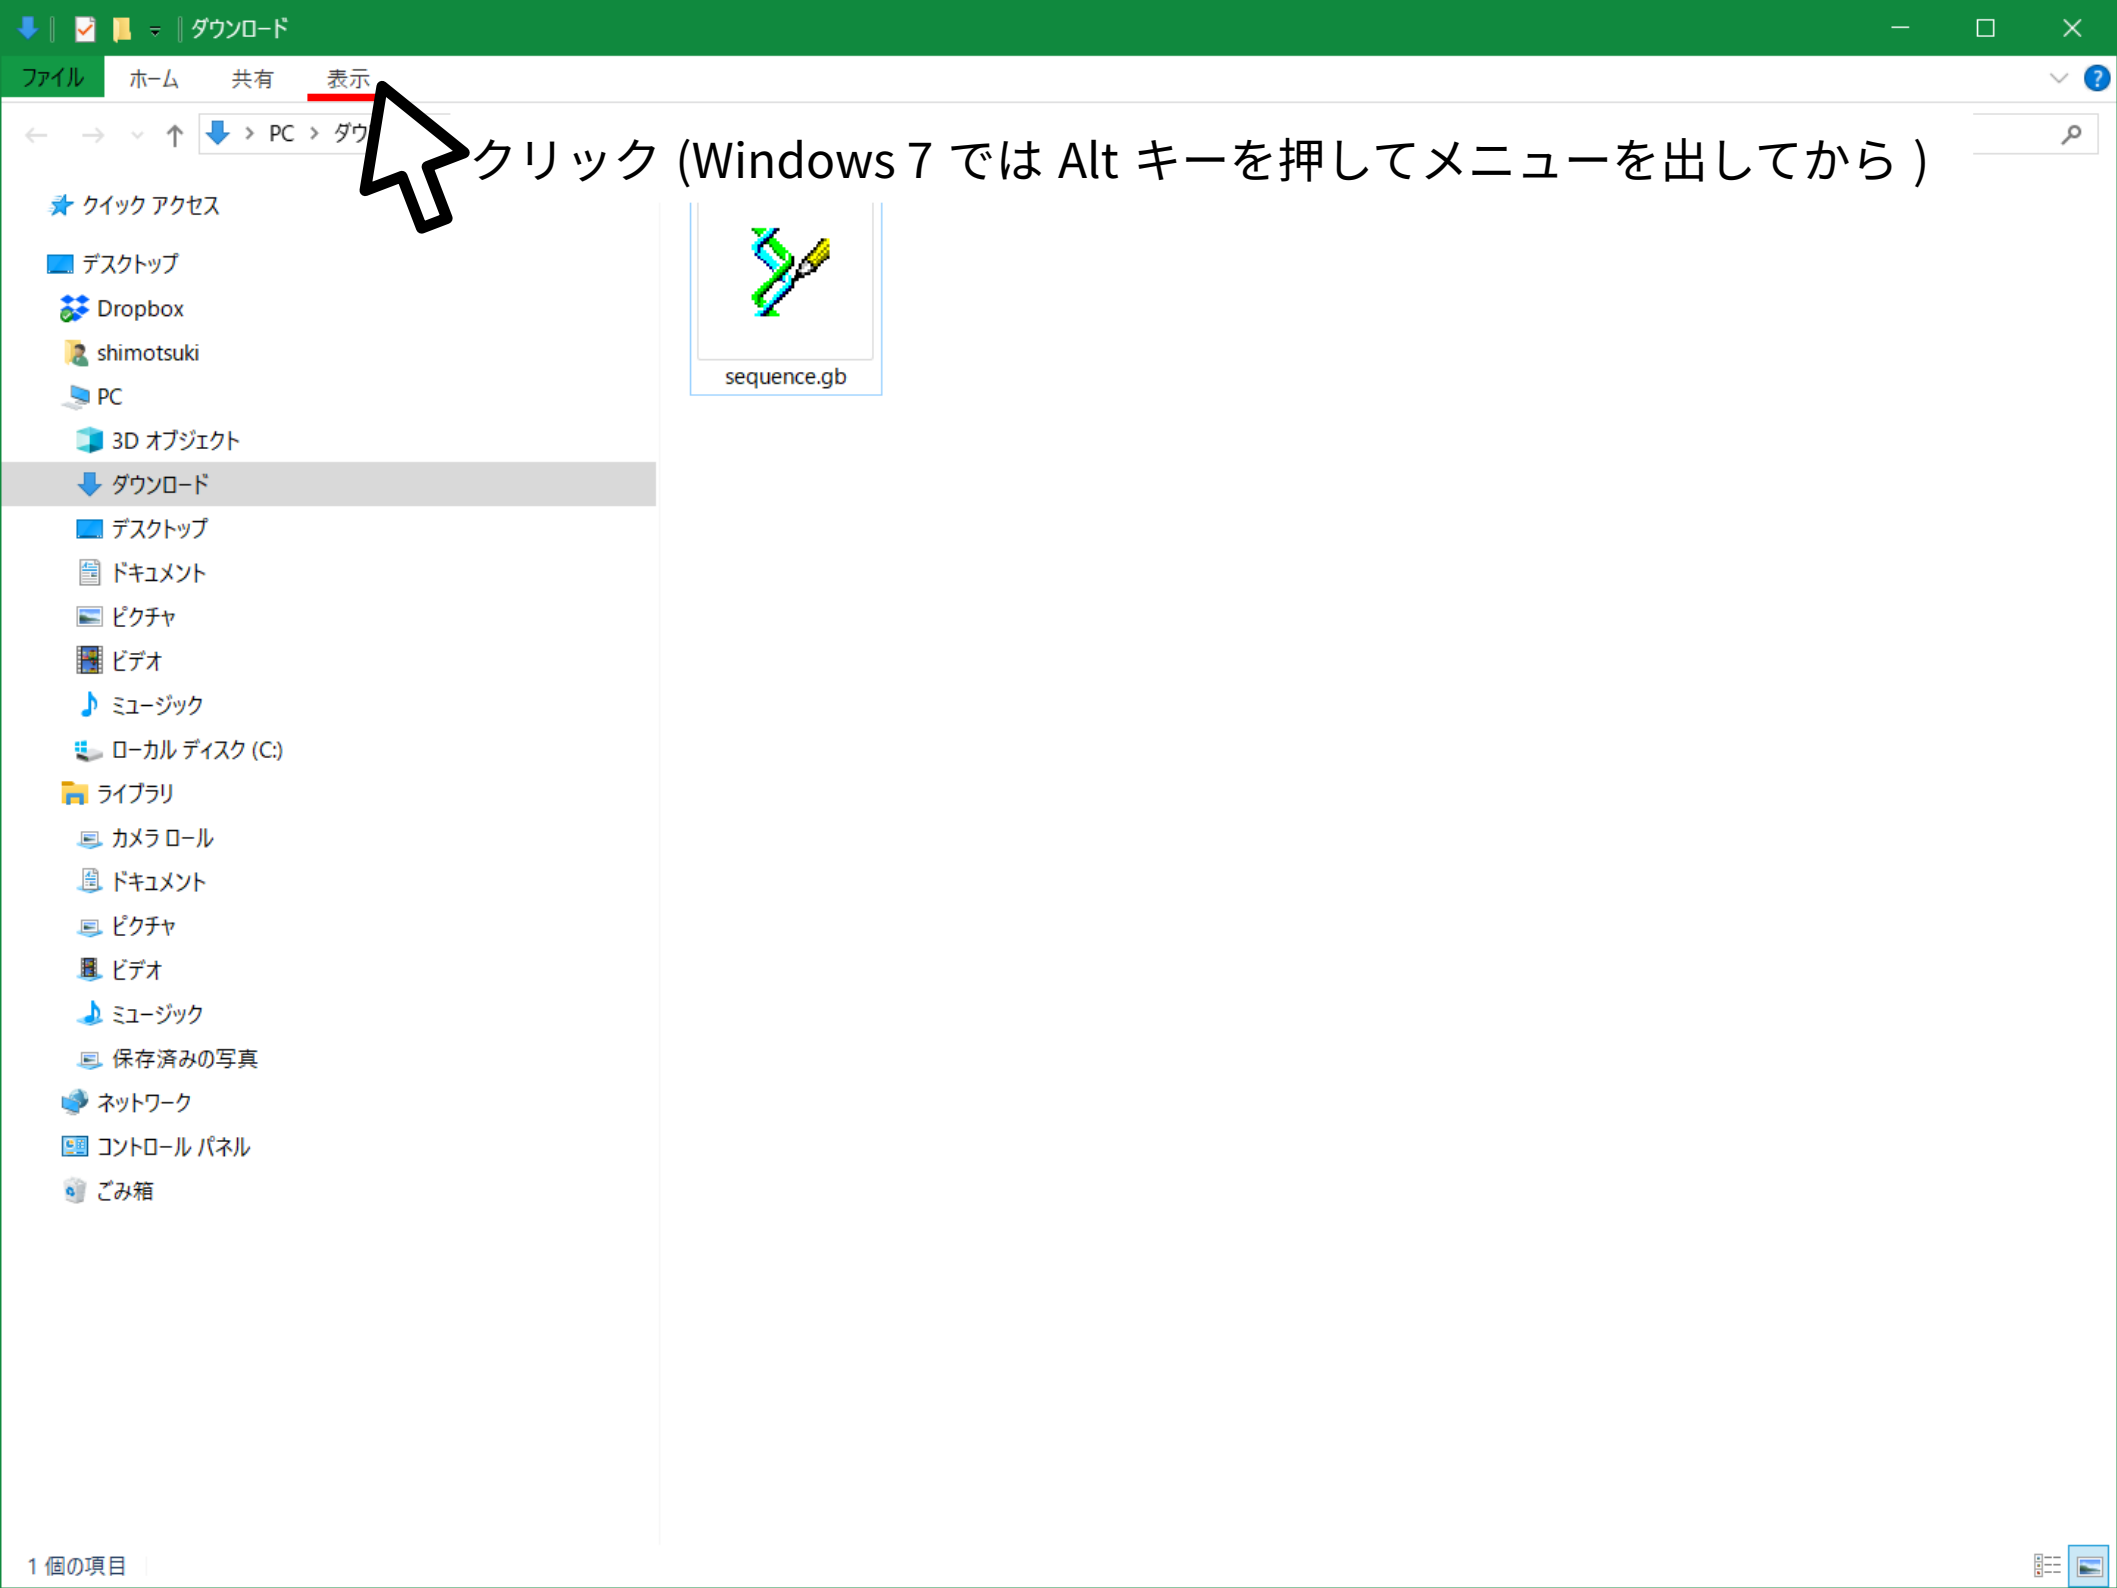 ダウンロード
ファイル ホーム 共有 表示
PC ダウ
クリック (Windows 7 では Alt キーを押してメニューを出してから )
クイック アクセス
デスクトップ
Dropbox
shimotsuki
PC
3D オブジェクト
ダウンロード
デスクトップ
ドキュメント
ピクチャ
ビデオ
ミュージック
ローカル ディスク (C:)
ライブラリ
カメラ ロール
ドキュメント
ピクチャ
ビデオ
ミュージック
保存済みの写真
ネットワーク
コントロール パネル
ごみ箱
sequence.gb
1 個の項目